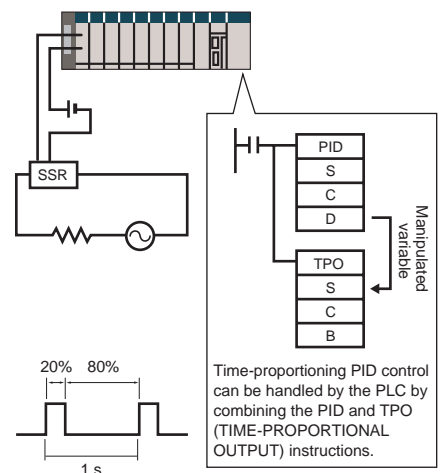 SSR
PID
S
C
D
Manipulated
variable
TPO
S
C
B
Time-proportioning PID control
can be handled by the PLC by
combining the PID and TPO
(TIME-PROPORTIONAL
OUTPUT) instructions.
20% 80%
1 s